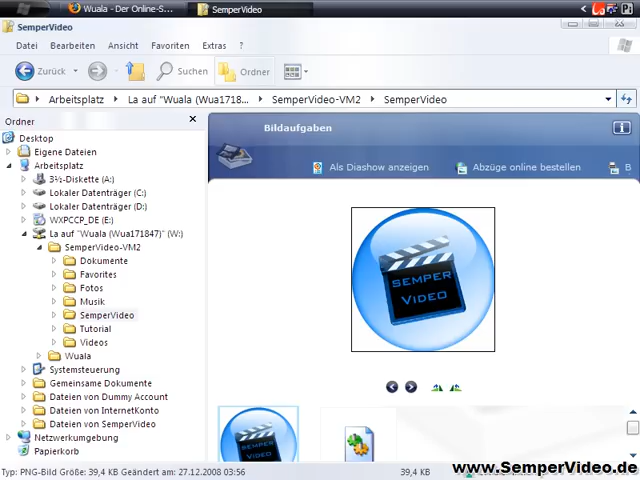 Wuala - Der Online-S...
SemperVideo
SemperVideo
Datei Bearbeiten Ansicht Favoriten Extras ?
Zurück Suchen Ordner
Arbeitsplatz La auf "Wuala (Wua1718... SemperVideo-VM2 SemperVideo
Ordner
Desktop
Eigene Dateien
Arbeitsplatz
3½-Diskette (A:)
Lokaler Datenträger (C:)
Lokaler Datenträger (D:)
WXPCCP_DE (E:)
La auf "Wuala (Wua171847)" (W:)
SemperVideo-VM2
Dokumente
Favorites
Fotos
Musik
SemperVideo
Tutorial
Videos
Wuala
Systemsteuerung
Gemeinsame Dokumente
Dateien von Dummy Account
Dateien von InternetKonto
Dateien von SemperVideo
Netzwerkumgebung
Papierkorb
Bildaufgaben
Als Diashow anzeigen Abzüge online bestellen B
SEMPER
VIDEO
SEMPER
VIDEO
Typ: PNG-Bild Größe: 39,4 KB Geändert am: 27.12.2008 03:56 39,4 KB
www.SemperVideo.de